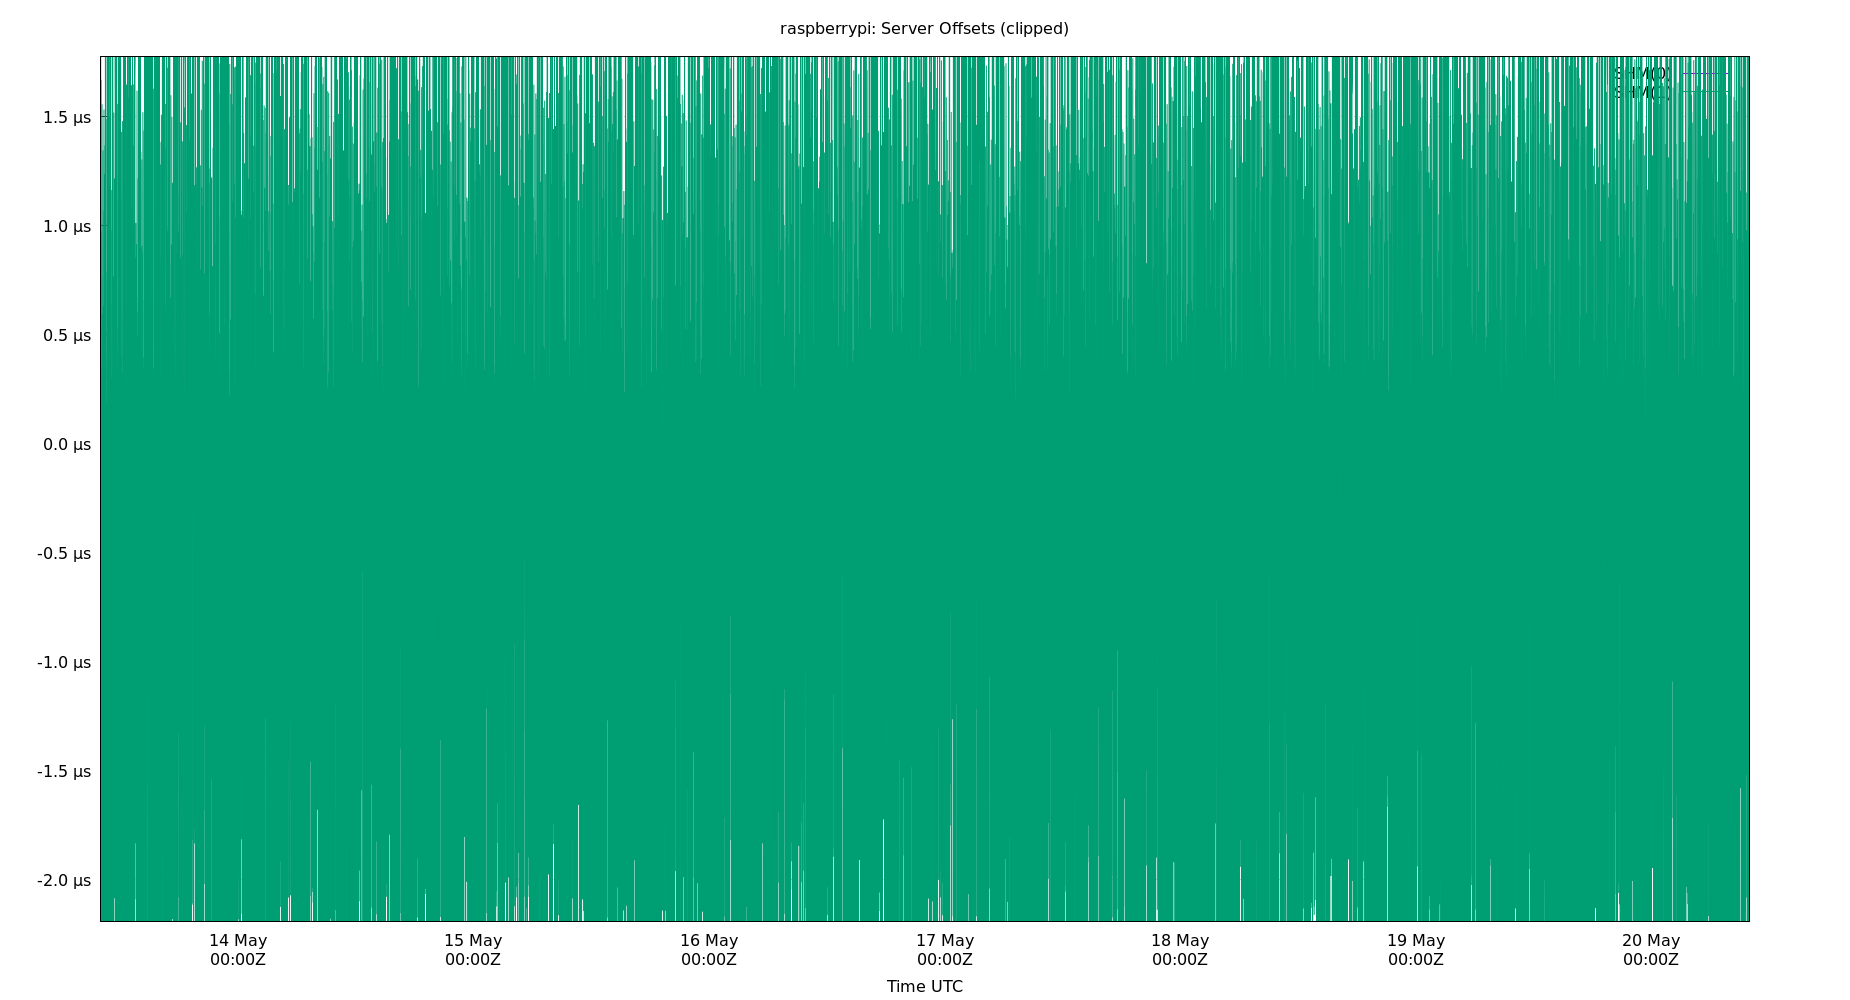 raspberrypi: Server Offsets (clipped)
SHM(0)
1.5 µs
1.0 µs
0.5 µs
0.0 µs
-0.5 µs
-1.0 µs
-1.5 µs
-2.0 µs
14 May
00:00Z
15 May
00:00Z
16 May
00:00Z
17 May
00:00Z
18 May
00:00Z
19 May
00:00Z
20 May
00:00Z
Time UTC